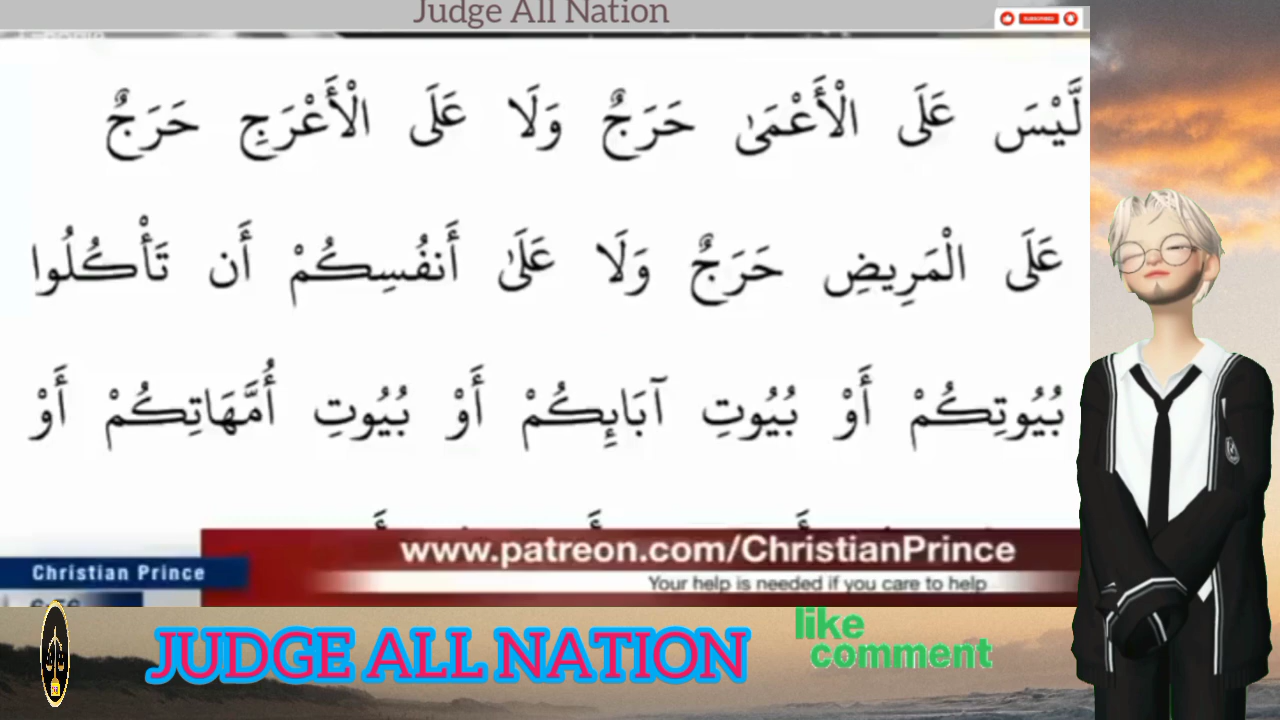 Judge All Nation
SUBSCRIBED
لَّيْسَ عَلَى الْأَعْمَىٰ حَرَجٌ وَلَا عَلَى الْأَعْرَجِ حَرَجٌ
عَلَى الْمَرِيضِ حَرَجٌ وَلَا عَلَىٰ أَنفُسِكُمْ أَن تَأْكُلُوا
بُيُوتِكُمْ أَوْ بُيُوتِ آبَائِكُمْ أَوْ بُيُوتِ أُمَّهَاتِكُمْ أَوْ
www.patreon.com/ChristianPrince
Christian Prince
Your help is needed if you care to help
JUDGE ALL NATION
like
comment